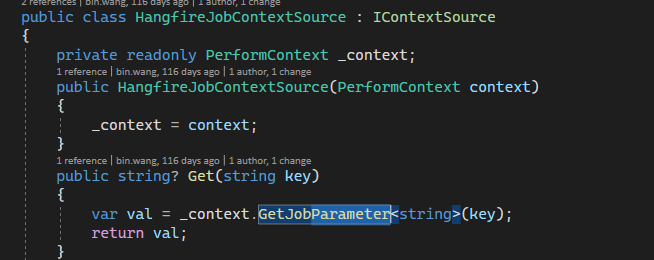 2 references | bin.wang, 116 days ago | 1 author, 1 change
public class HangfireJobContextSource : IContextSource
{
private readonly PerformContext _context;
1 reference | bin.wang, 116 days ago | 1 author, 1 change
public HangfireJobContextSource(PerformContext context)
{
_context = context;
}
1 reference | bin.wang, 116 days ago | 1 author, 1 change
public string? Get(string key)
{
var val = _context.GetJobParameter<string>(key);
return val;
}